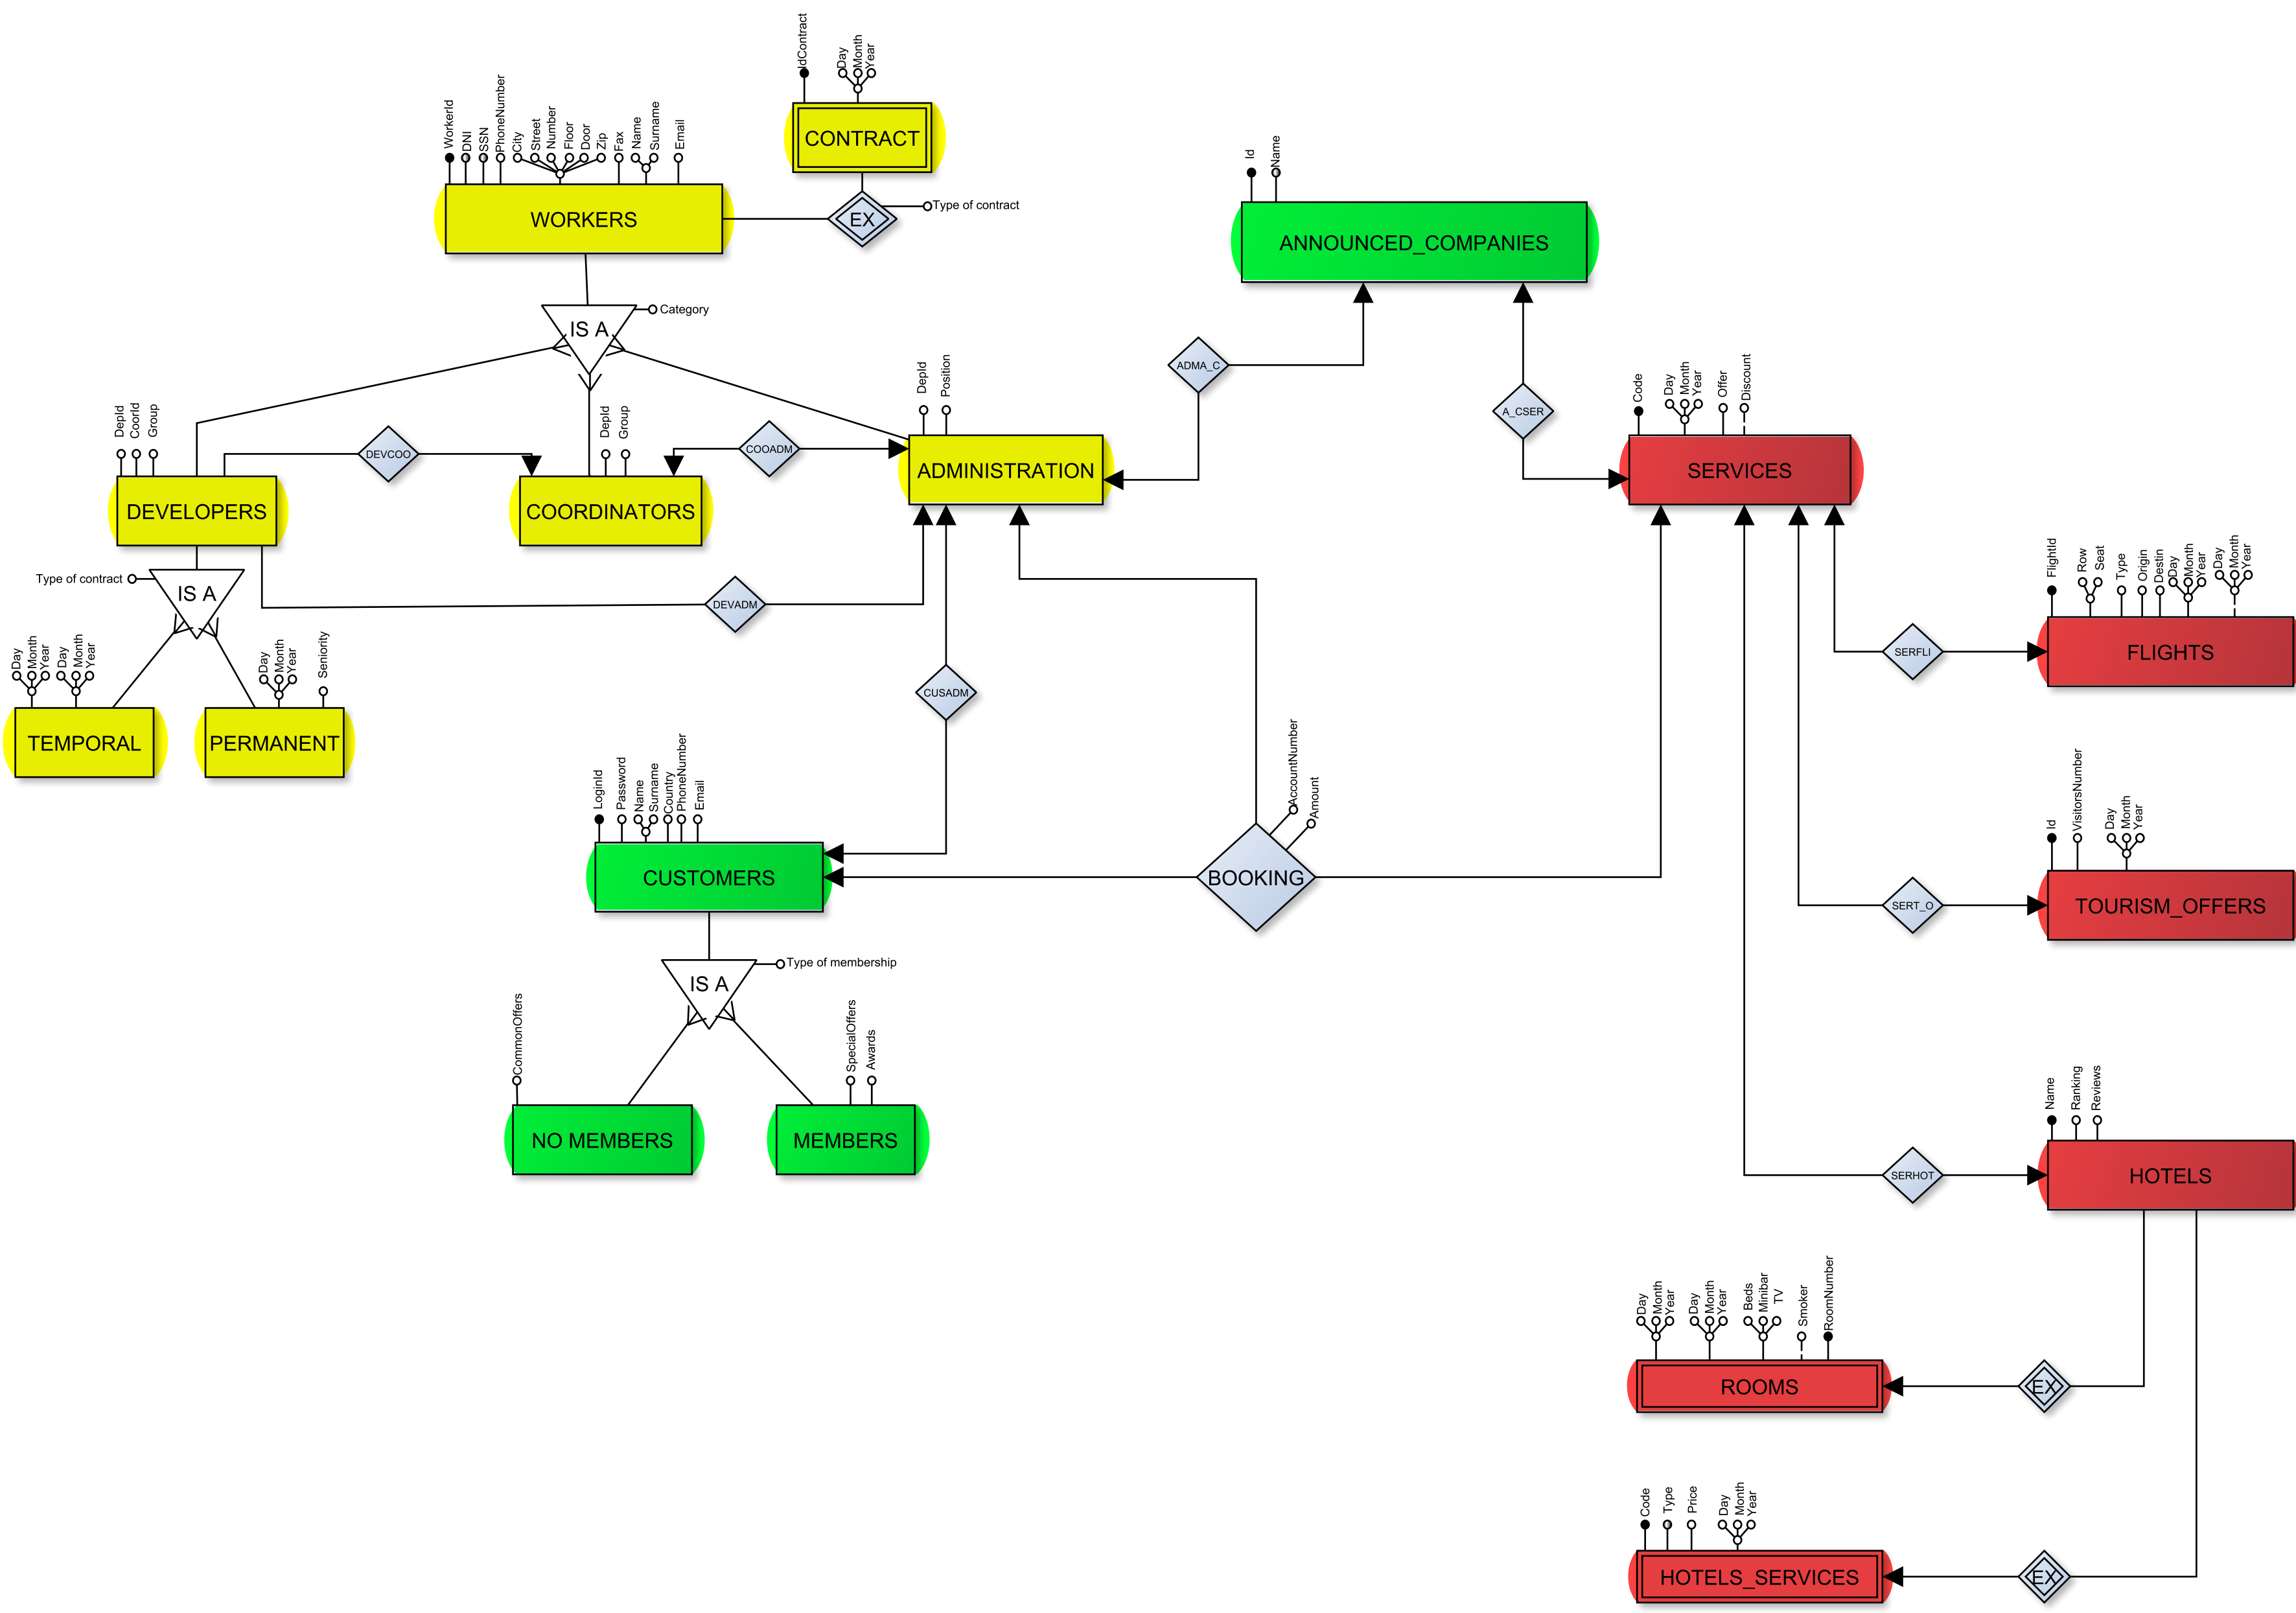 IdContract
Day
Month
Year
CONTRACT
WorkerId
DNI
SSN
PhoneNumber
City
Street
Number
Floor
Door
Zip
Fax
Name
Surname
Email
WORKERS
EX
Type of contract
Id
Name
ANNOUNCED_COMPANIES
IS A
Category
ADMA_C
A_CSER
DepId
CoorId
Group
DEVELOPERS
DEVCOO
DepId
Group
COORDINATORS
COOADM
DepId
Position
ADMINISTRATION
Code
Day
Month
Year
Offer
Discount
SERVICES
Type of contract
IS A
DEVADM
FlightId
Row
Seat
Type
Origin
Destin
Day
Month
Year
Day
Month
Year
FLIGHTS
SERFLI
Day
Month
Year
Day
Month
Year
TEMPORAL
Day
Month
Year
Seniority
PERMANENT
CUSADM
LoginId
Password
Name
Surname
Country
PhoneNumber
Email
CUSTOMERS
AccountNumber
Amount
BOOKING
Id
VisitorsNumber
Day
Month
Year
TOURISM_OFFERS
SERT_O
IS A
Type of membership
CommonOffers
NO MEMBERS
SpecialOffers
Awards
MEMBERS
Name
Ranking
Reviews
HOTELS
SERHOT
Day
Month
Year
Day
Month
Year
Beds
Minibar
TV
Smoker
RoomNumber
ROOMS
EX
Code
Type
Price
Day
Month
Year
HOTELS_SERVICES
EX